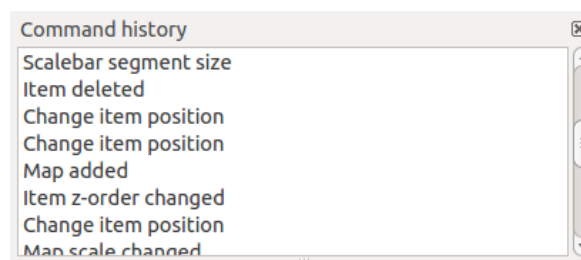 Command history
Scalebar segment size
Item deleted
Change item position
Change item position
Map added
Item z-order changed
Change item position
Map scale changed